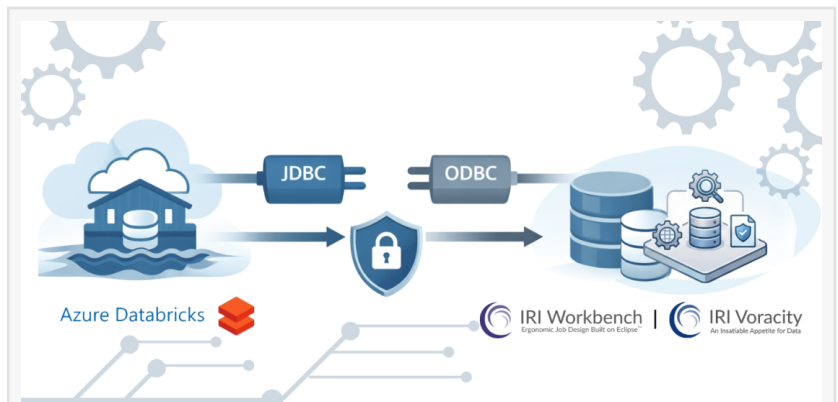 JDBC
ODBC
Azure Databricks
IRI Workbench
Ergonomic Job Design Built on Eclipse™
IRI Voracity
An Insatiable Appetite for Data